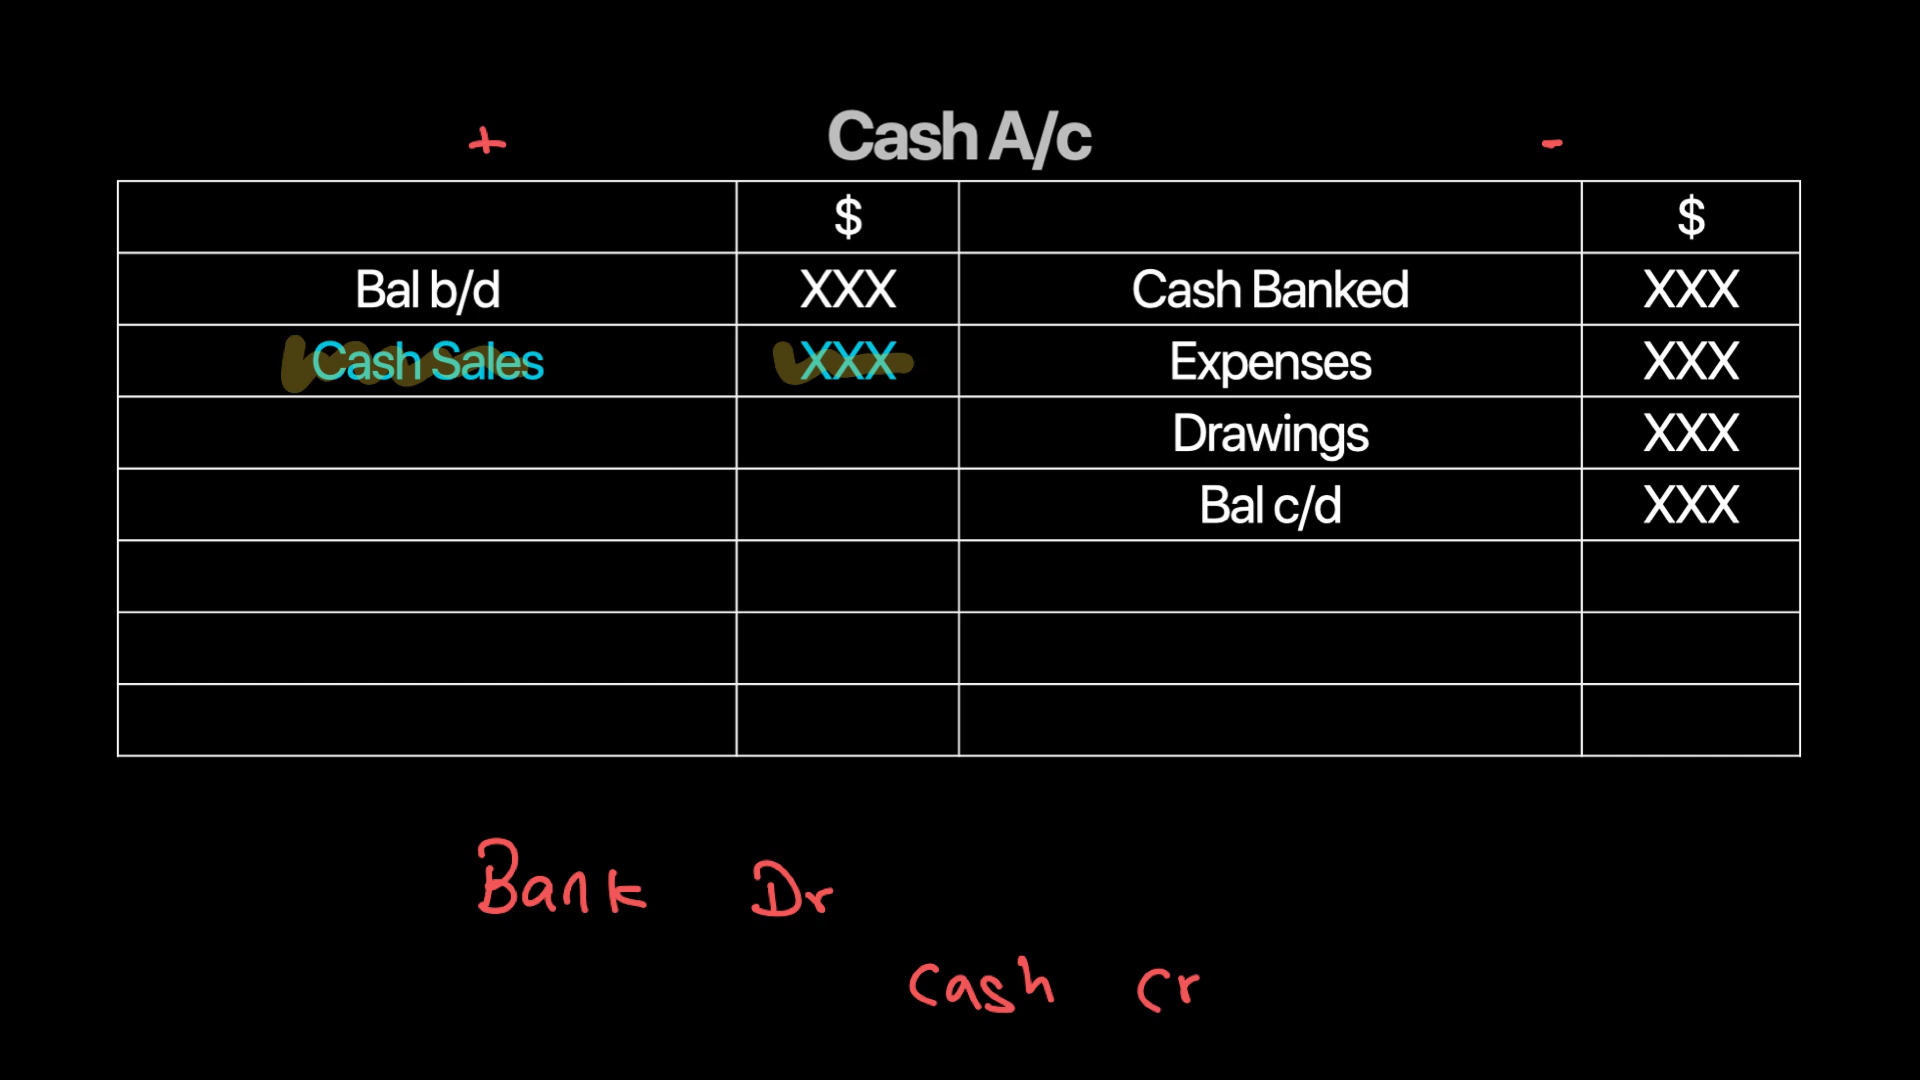 + Cash A/c -
$ $
Bal b/d XXX Cash Banked XXX
Cash Sales XXX Expenses XXX
Drawings XXX
Bal c/d XXX
Bank Dr
Cash Cr